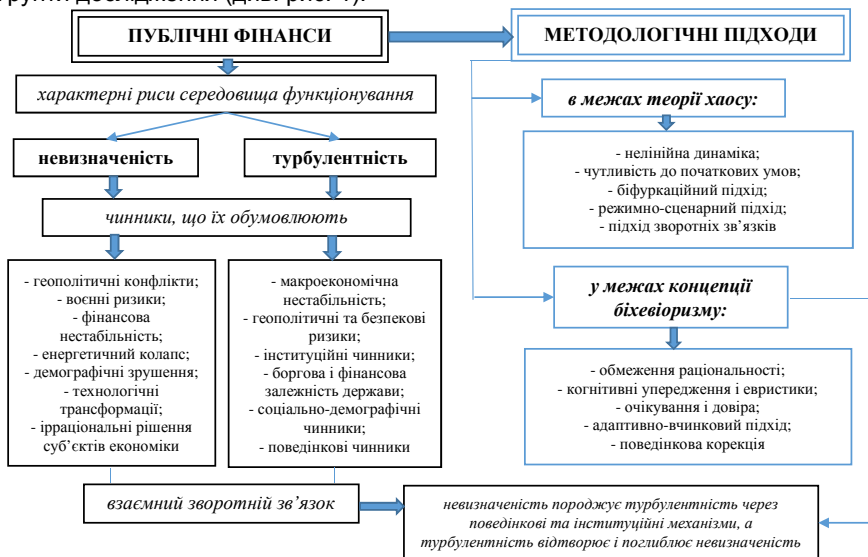 ґрунти дослідження (див. рис. 1).
ПУБЛІЧНІ ФІНАНСИ
МЕТОДОЛОГІЧНІ ПІДХОДИ
характерні риси середовища функціонування
невизначеність
турбулентність
чинники, що їх обумовлюють
- геополітичні конфлікти;
- воєнні ризики;
- фінансова
нестабільність;
- енергетичний колапс;
- демографічні зрушення;
- технологічні
трансформації;
- ірраціональні рішення
суб’єктів економіки
- макроекономічна
нестабільність;
- геополітичні та безпекові
ризики;
- інституційні чинники;
- боргова і фінансова
залежність держави;
- соціально-демографічні
чинники;
- поведінкові чинники
взаємний зворотній зв’язок
в межах теорії хаосу:
- нелінійна динаміка;
- чутливість до початкових умов;
- біфуркаційний підхід;
- режимно-сценарний підхід;
- підхід зворотніх зв’язків
у межах концепції
біхевіоризму:
- обмеження раціональності;
- когнітивні упередження і евристики;
- очікування і довіра;
- адаптивно-вчинковий підхід;
- поведінкова корекція
невизначеність породжує турбулентність через
поведінкові та інституційні механізми, а
турбулентність відтворює і поглиблює невизначеність